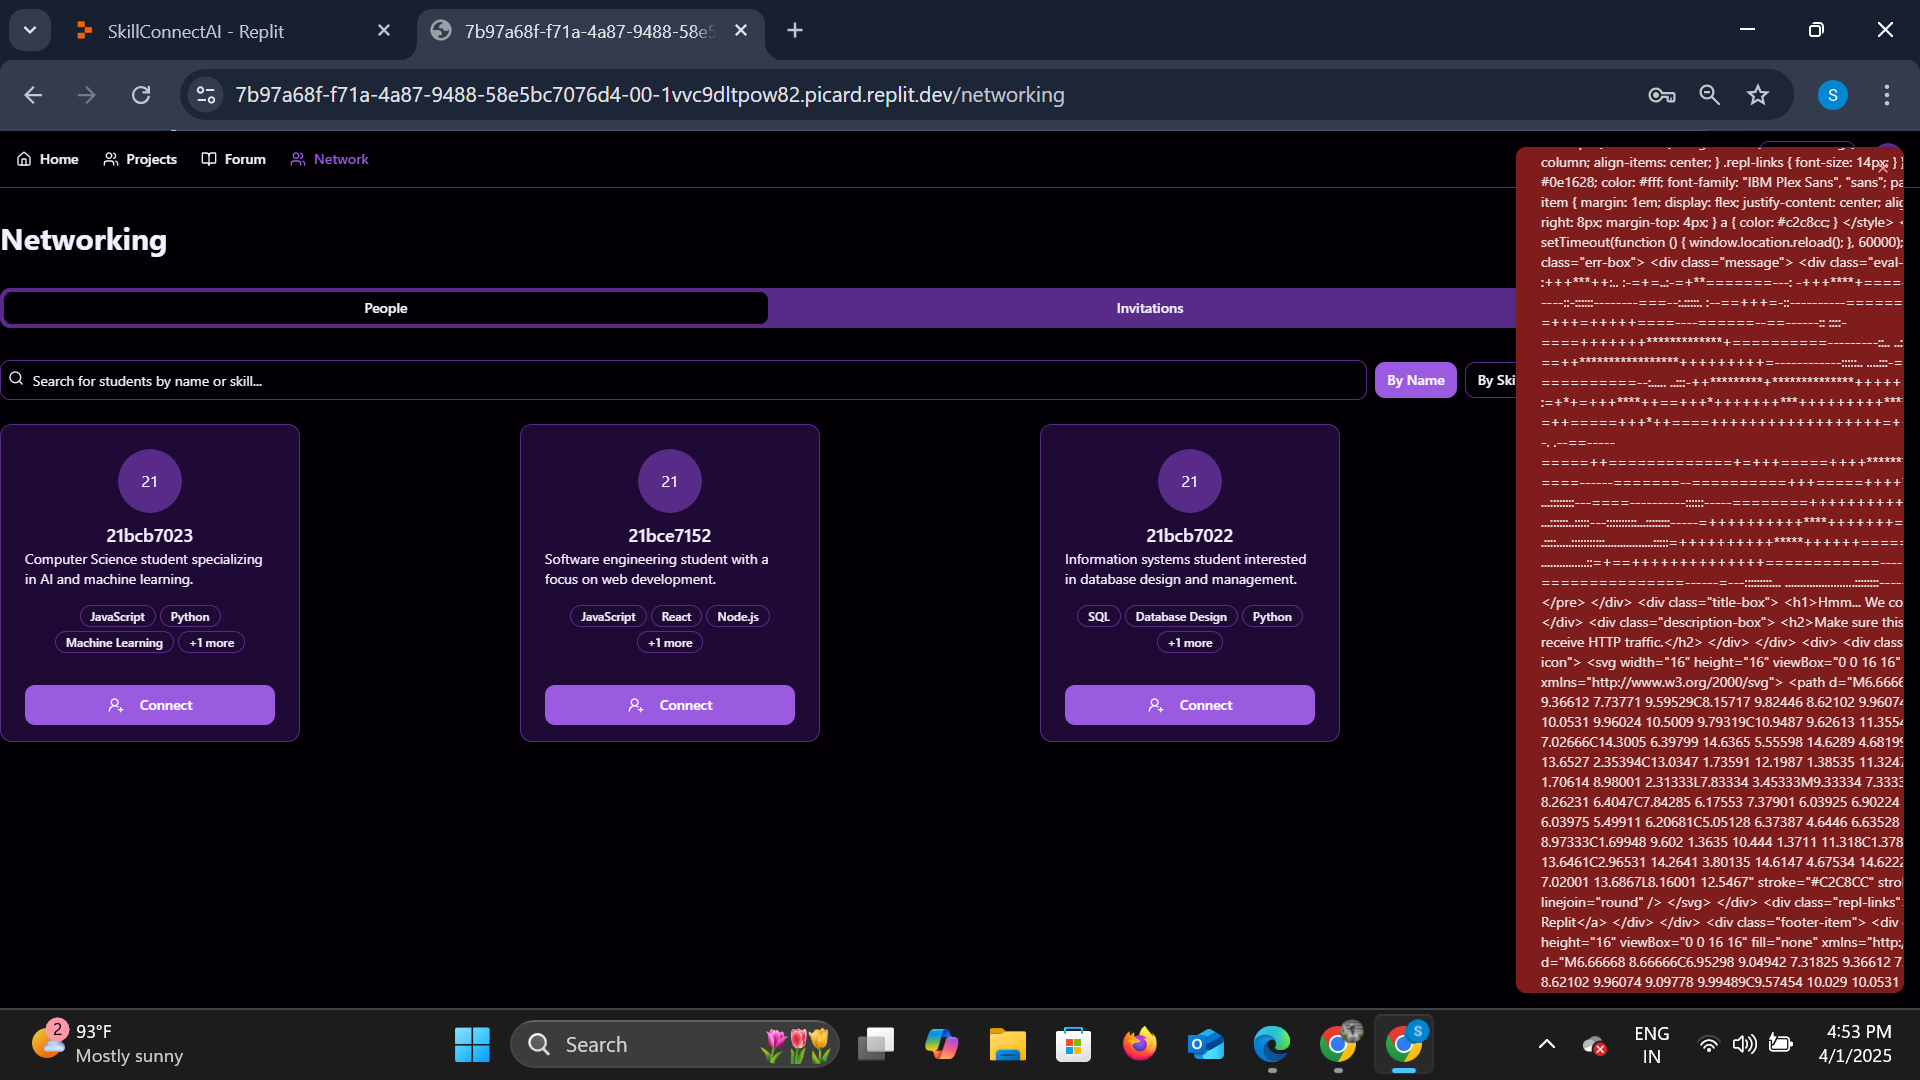 SkillConnectAI - Replit
7b97a68f-f71a-4a87-9488-58e5
7b97a68f-f71a-4a87-9488-58e5bc7076d4-00-1vvc9dltpow82.picard.replit.dev/networking
S
Home
Projects
Forum
Network
Networking
People
Invitations
Search for students by name or skill...
By Name
By Ski
21
21bcb7023
Computer Science student specializing
in AI and machine learning.
JavaScript
Python
Machine Learning
+1 more
Connect
21
21bce7152
Software engineering student with a
focus on web development.
JavaScript
React
Node.js
+1 more
Connect
21
21bcb7022
Information systems student interested
in database design and management.
SQL
Database Design
Python
+1 more
Connect
column; align-items: center; } .repl-links { font-size: 14px; } }
#0e1628; color: #fff; font-family: "IBM Plex Sans", "sans"; pa
item { margin: 1em; display: flex; justify-content: center; alig
right: 8px; margin-top: 4px; } a { color: #c2c8cc; } </style> <
setTimeout(function () { window.location.reload(); }, 60000);
class="err-box"> <div class="message"> <div class="eval-
</pre> </div> <div class="title-box"> <h1>Hmm... We co
</div> <div class="description-box"> <h2>Make sure this
receive HTTP traffic.</h2> </div> </div> <div> <div class
icon"> <svg width="16" height="16" viewBox="0 0 16 16"
xmlns="http://www.w3.org/2000/svg"> <path d="M6.6666
9.36612 7.73771 9.59529C8.15717 9.82446 8.62102 9.96074
10.0531 9.96024 10.5009 9.79319C10.9487 9.62613 11.3554
7.02666C14.3005 6.39799 14.6365 5.55598 14.6289 4.68199
13.6527 2.35394C13.0347 1.73591 12.1987 1.38535 11.3247
1.70614 8.98001 2.31333L7.83334 3.45333M9.33334 7.3333
8.26231 6.4047C7.84285 6.17553 7.37901 6.03925 6.90224
6.03975 5.49911 6.20681C5.05128 6.37387 4.6446 6.63528
8.97333C1.69948 9.602 1.3635 10.444 1.3711 11.318C1.378
13.6461C2.96531 14.2641 3.80135 14.6147 4.67534 14.6222
7.02001 13.6867L8.16001 12.5467" stroke="#C2C8CC" stro
linejoin="round" /> </svg> </div> <div class="repl-links"
Replit</a> </div> </div> <div class="footer-item"> <div
height="16" viewBox="0 0 16 16" fill="none" xmlns="http:/
d="M6.66668 8.66666C6.95298 9.04942 7.31825 9.36612 7.
8.62102 9.96074 9.09778 9.99489C9.57454 10.029 10.0531
2
93°F
Mostly sunny
Search
ENG
IN
4:53 PM
4/1/2025